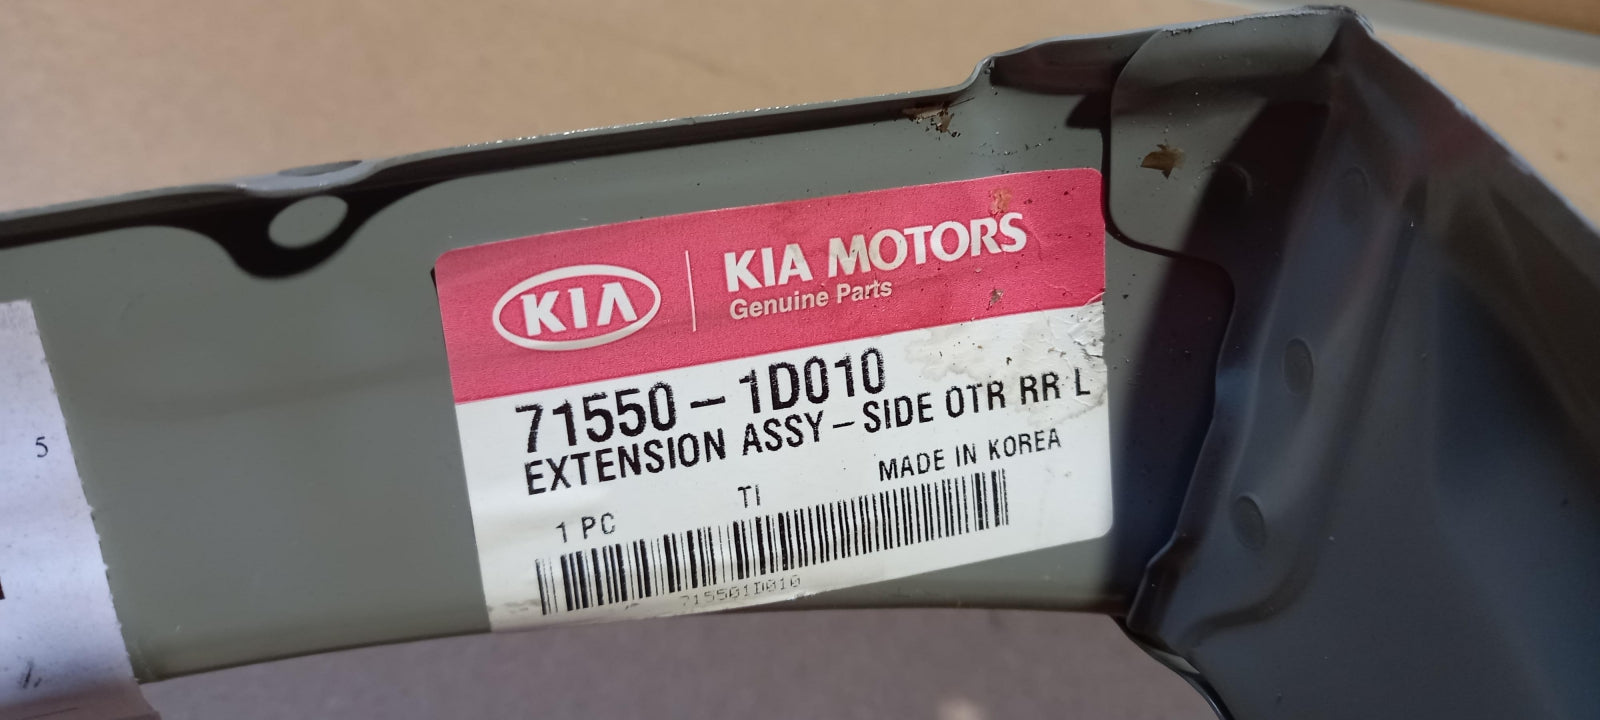 KIA
KIA MOTORS
Genuine Parts
71550-1D010
EXTENSION ASSY-SIDE OTR RR L
MADE IN KOREA
TI
1 PC
715501D010
5